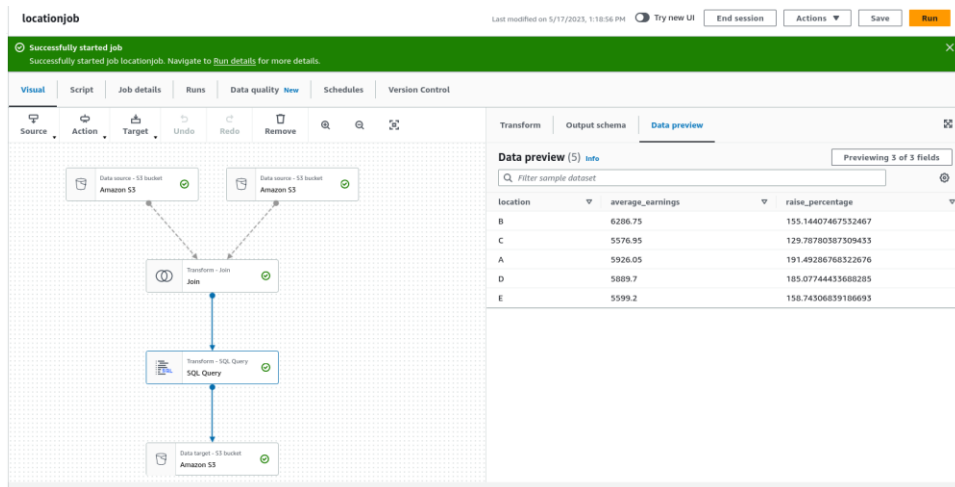 locationjob
Last modified on 5/17/2023, 1:18:56 PM Try new UI End session Actions ▼ Save Run
Successfully started job
Successfully started job locationjob. Navigate to Run details for more details.
Visual Script Job details Runs Data quality New Schedules Version Control
Source Action Target Undo Redo Remove
Transform Output schema Data preview
Data preview (5) Info
Previewing 3 of 3 fields
Filter sample dataset
location average_earnings raise_percentage
B 6286.75 155.14407467532467
C 5576.95 129.78780387309433
A 5926.05 191.49286768322676
D 5889.7 185.07744433688285
E 5599.2 158.74306839186693
Data source - S3 bucket
Amazon S3
Data source - S3 bucket
Amazon S3
Transform - Join
Join
Transform - SQL Query
SQL Query
Data target - S3 bucket
Amazon S3